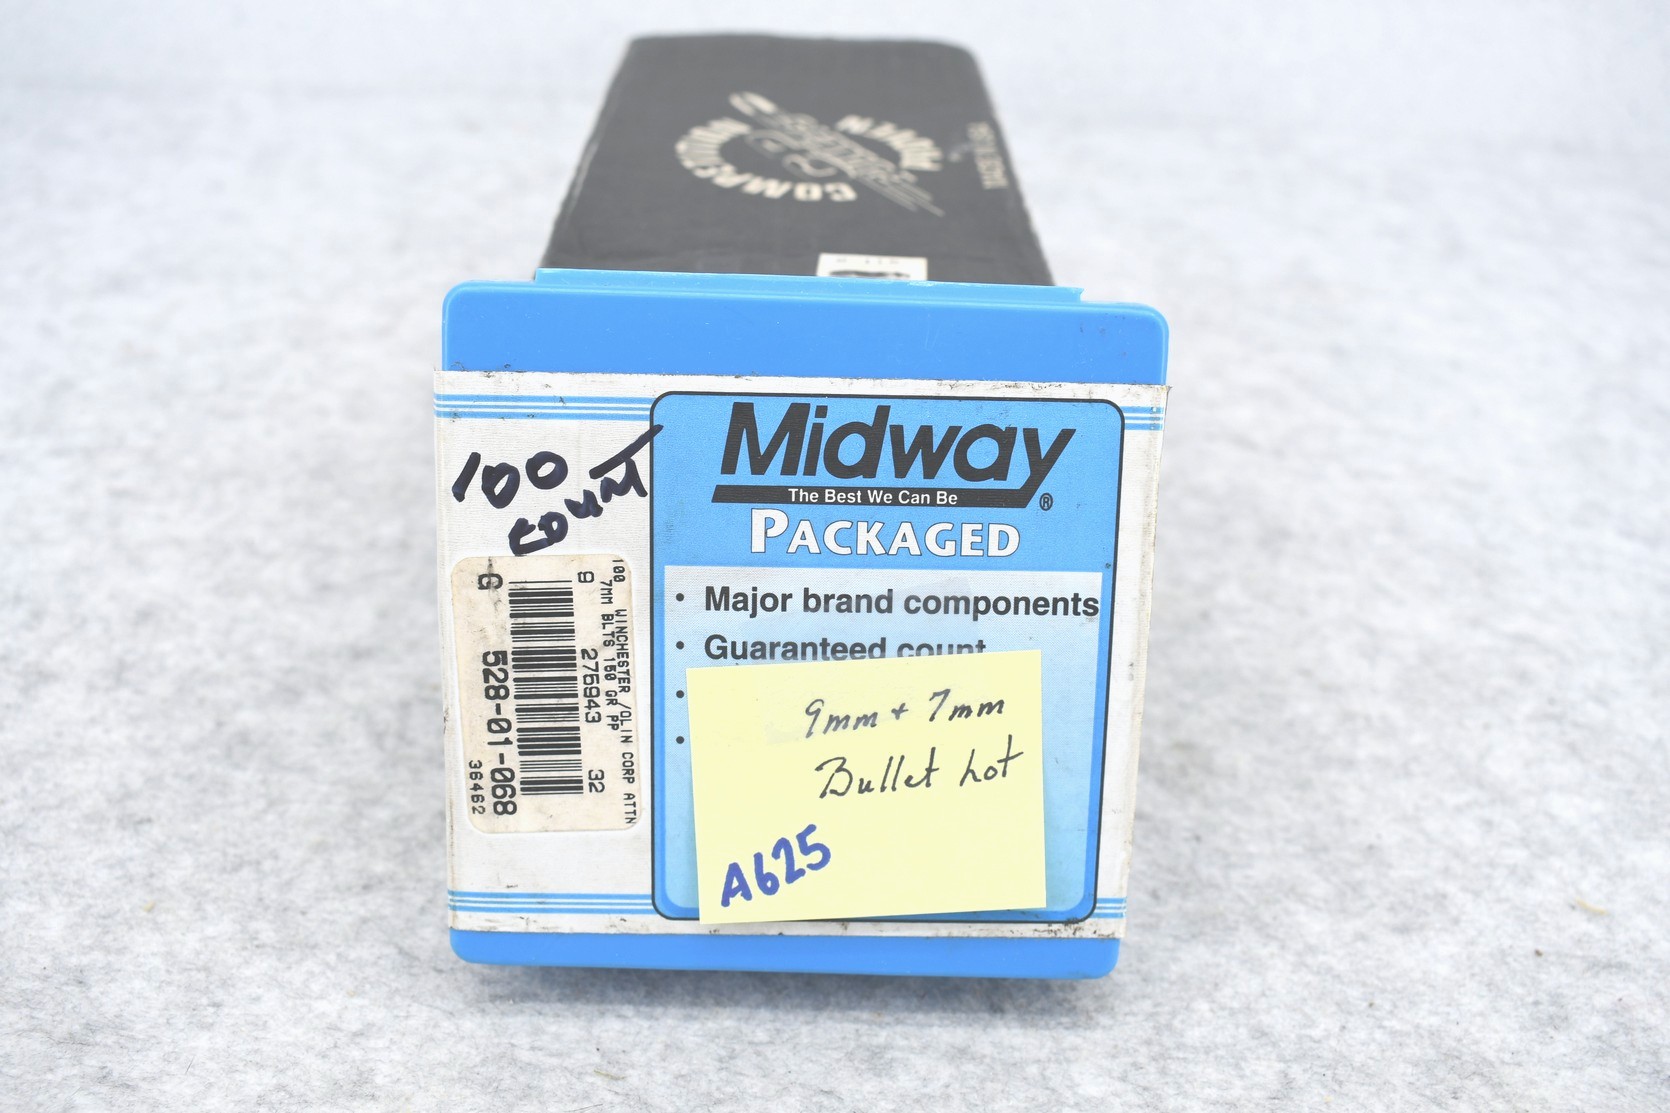 Midway
The Best We Can Be
®
PACKAGED
• Major brand components
• Guaranteed count
•
•
100
COUNT
100 WINCHESTER/OLIN CORP ATTN
7MM BLTS 150 GR PP
9 275943 32
G 528-01-068
36462
9mm + 7mm
Bullet Lot
A625